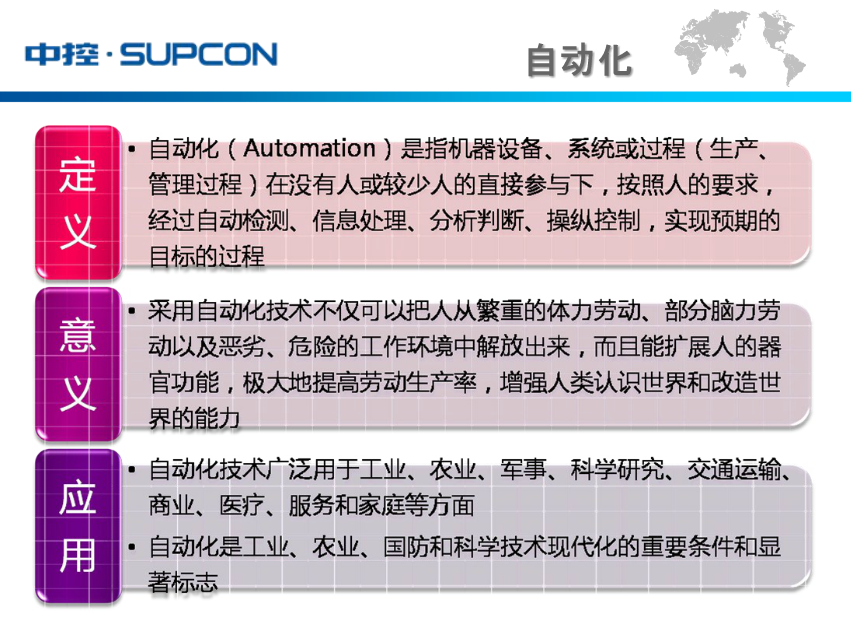 中控·SUPCON
自动化
定义
• 自动化（Automation）是指机器设备、系统或过程（生产、
管理过程）在没有人或较少人的直接参与下，按照人的要求，
经过自动检测、信息处理、分析判断、操纵控制，实现预期的
目标的过程
意义
• 采用自动化技术不仅可以把人从繁重的体力劳动、部分脑力劳
动以及恶劣、危险的工作环境中解放出来，而且能扩展人的器
官功能，极大地提高劳动生产率，增强人类认识世界和改造世
界的能力
应用
• 自动化技术广泛用于工业、农业、军事、科学研究、交通运输、
商业、医疗、服务和家庭等方面
• 自动化是工业、农业、国防和科学技术现代化的重要条件和显
著标志